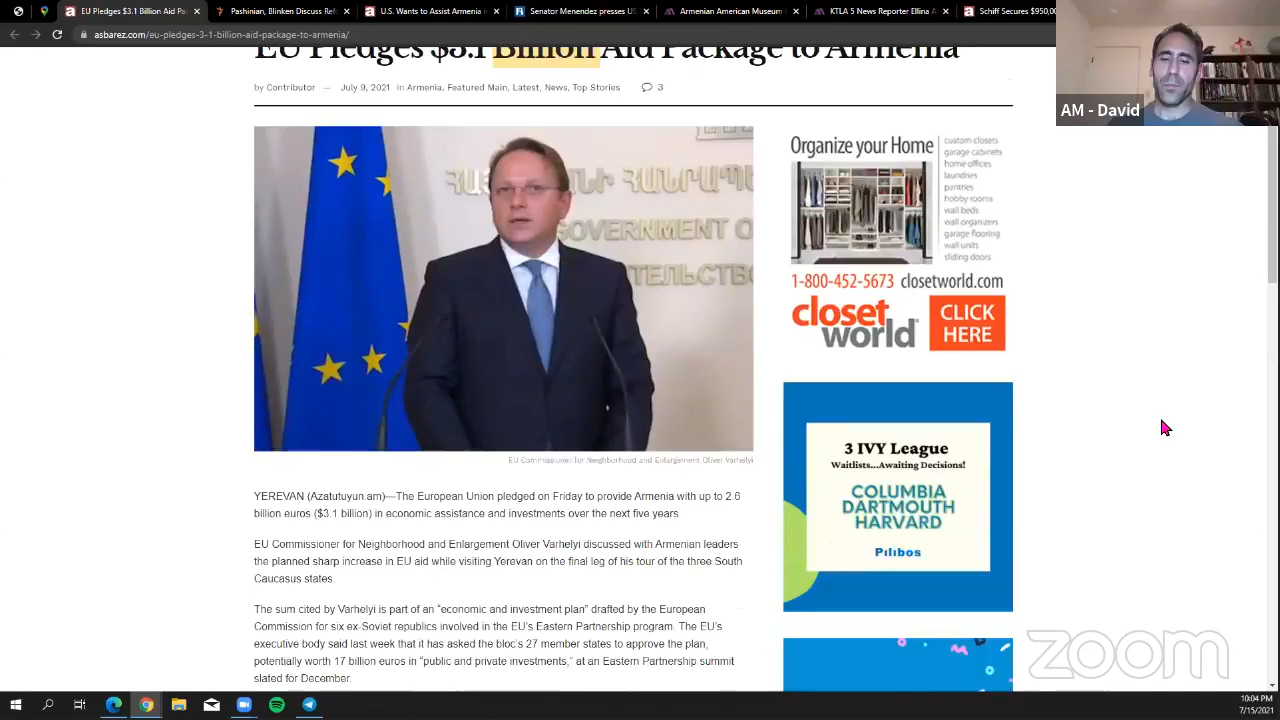 EU Pledges $3.1 Bil
Pashinian, Biden Discuss Ref
U.S. Wants to Assist Armenia i
Senator Menendez presses US
Armenian American Museum
KTLA 5 News Reporter Ellina A
Schiff Secures $950,00
asbarez.com/eu-pledges-3-1-billion-aid-package-to-armenia/
EU Pledges $3.1 Billion Aid Package to Armenia
by Contributor — July 9, 2021 in Armenia, Featured Main, Latest, News, Top Stories 3
AM - David
ՀԱ
ՆԻ ՀԱՆՐԱՊԵ
GOVERNMENT O
ТЕЛЬСТВО
EU Commissioner for Neighborhood and Enlargement Oliver Varhelyi
YEREVAN (Azatutuyun.am)—The European Union pledged on Friday to provide Armenia with up to 2.6
billion euros ($3.1 billion) in economic assistance and investments over the next five years.
EU Commissioner for Neighborhood and Enlargement Oliver Varhelyi discussed with Armenian leaders
the planned sharp increase in EU aid while visiting Yerevan on the final leg of his tour of the three South
Caucasus states.
The sum cited by Varhelyi is part of an “economic and investment plan” drafted by the European
Commission for six ex-Soviet republics involved in the EU’s Eastern Partnership program. The EU’s
executive body said last week that it has asked the bloc’s 27 member states to approve the plan,
potentially worth 17 billion euros in “public and private investments,” at an Eastern Partnership summit
slated for December.
Organize your Home
custom closets
garage cabinets
home offices
laundries
pantries
hobby rooms
wall beds
wall organizers
garage flooring
wall units
sliding doors
1-800-452-5673 closetworld.com
closet
world
CLICK
HERE
3 IVY League
Waitlists...Awaiting Decisions!
COLUMBIA
DARTMOUTH
HARVARD
Pilibos
zoom
10:04 PM
7/15/2021